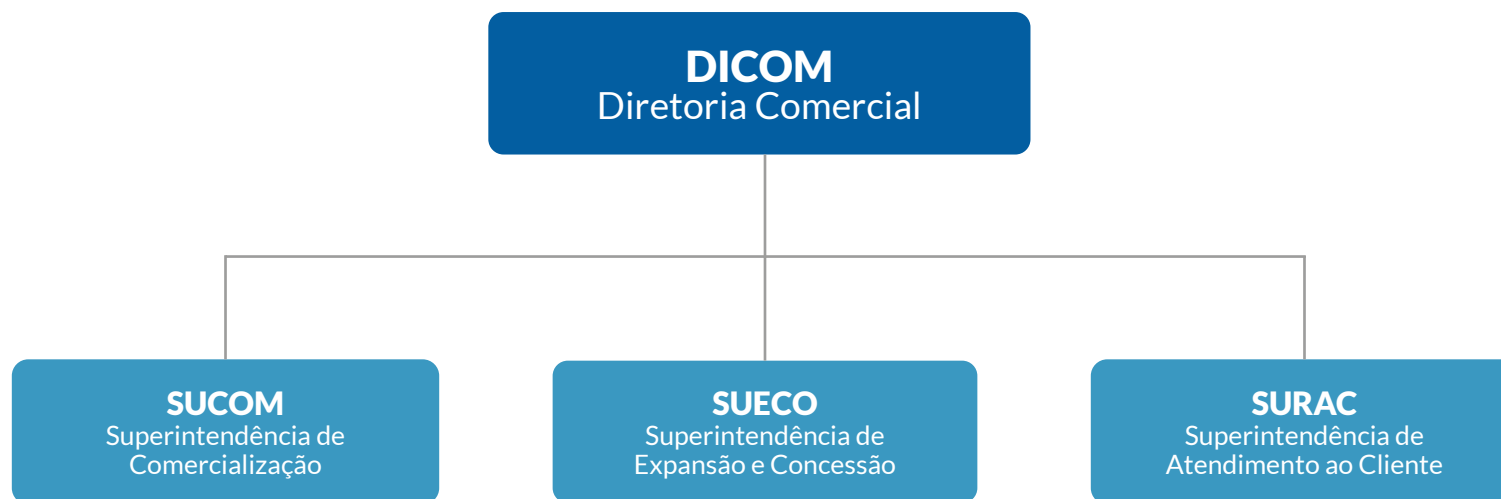 DICOM
Diretoria Comercial
SUCOM
Superintendência de
Comercialização
SUECO
Superintendência de
Expansão e Concessão
SURAC
Superintendência de
Atendimento ao Cliente